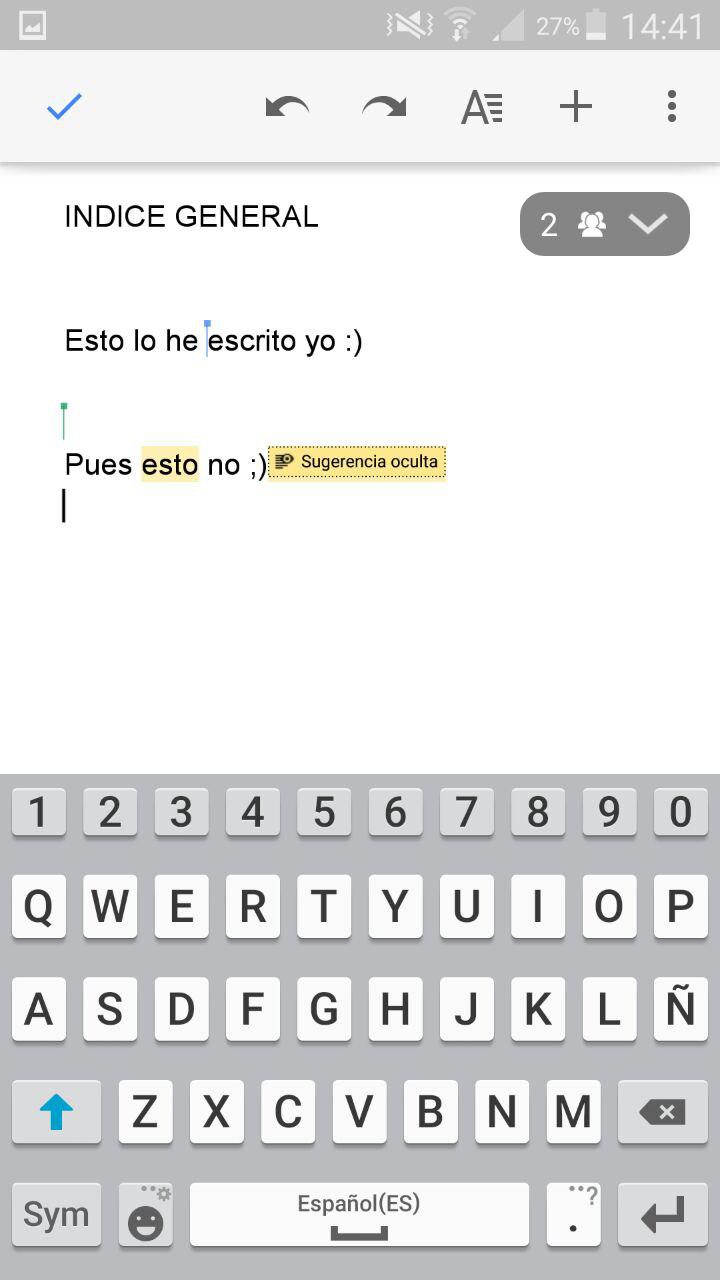 27% 14:41
INDICE GENERAL
2
Esto lo he escrito yo :)
Pues esto no ;) Sugerencia oculta
1 2 3 4 5 6 7 8 9 0
Q W E R T Y U I O P
A S D F G H J K L Ñ
Z X C V B N M
Sym Español(ES) . ?